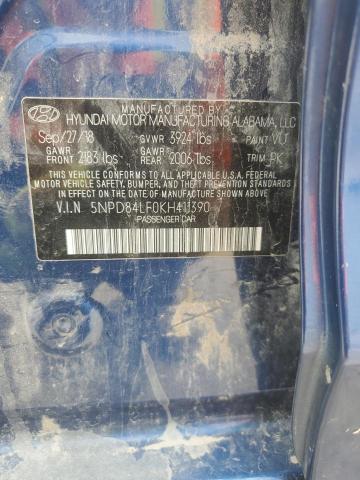 MANUFACTURED BY
HYUNDAI MOTOR MANUFACTURING ALABAMA, LLC
Sep/27/18 GVWR 3924 lbs PAINT
GAWR FRONT 2183 lbs GAWR REAR 2006 lbs TRIM PK
THIS VEHICLE CONFORMS TO ALL APPLICABLE FEDERAL
MOTOR VEHICLE SAFETY, BUMPER, AND THEFT PREVENTION
STANDARDS IN EFFECT ON THE DATE OF MANUFACTURE
SHOWN ABOVE.
V.I.N 5NPD84LF0KH411390
PASSENGER CAR